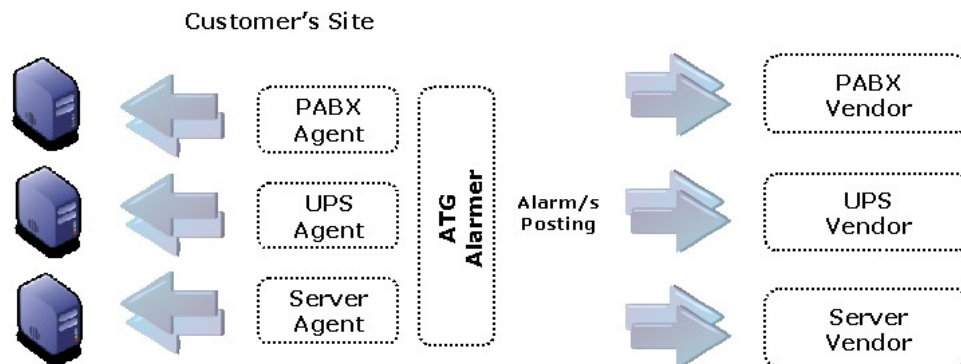 Customer's Site
PABX
Agent
UPS
Agent
Server
Agent
ATG
Alarmer
Alarm/s
Posting
PABX
Vendor
UPS
Vendor
Server
Vendor